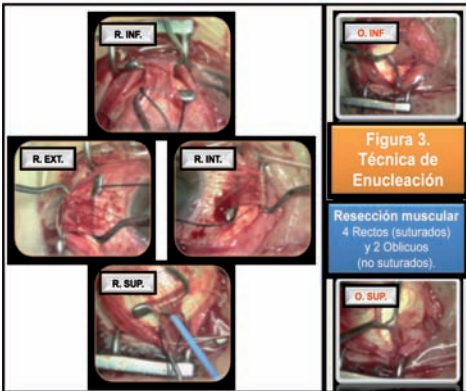 R. INF.
R. EXT.
R. INT.
R. SUP.
O. INF
Figura 3.
Técnica de
Enucleación
Resección muscular
4 Rectos (suturados)
y 2 Oblicuos
(no suturados).
O. SUP.